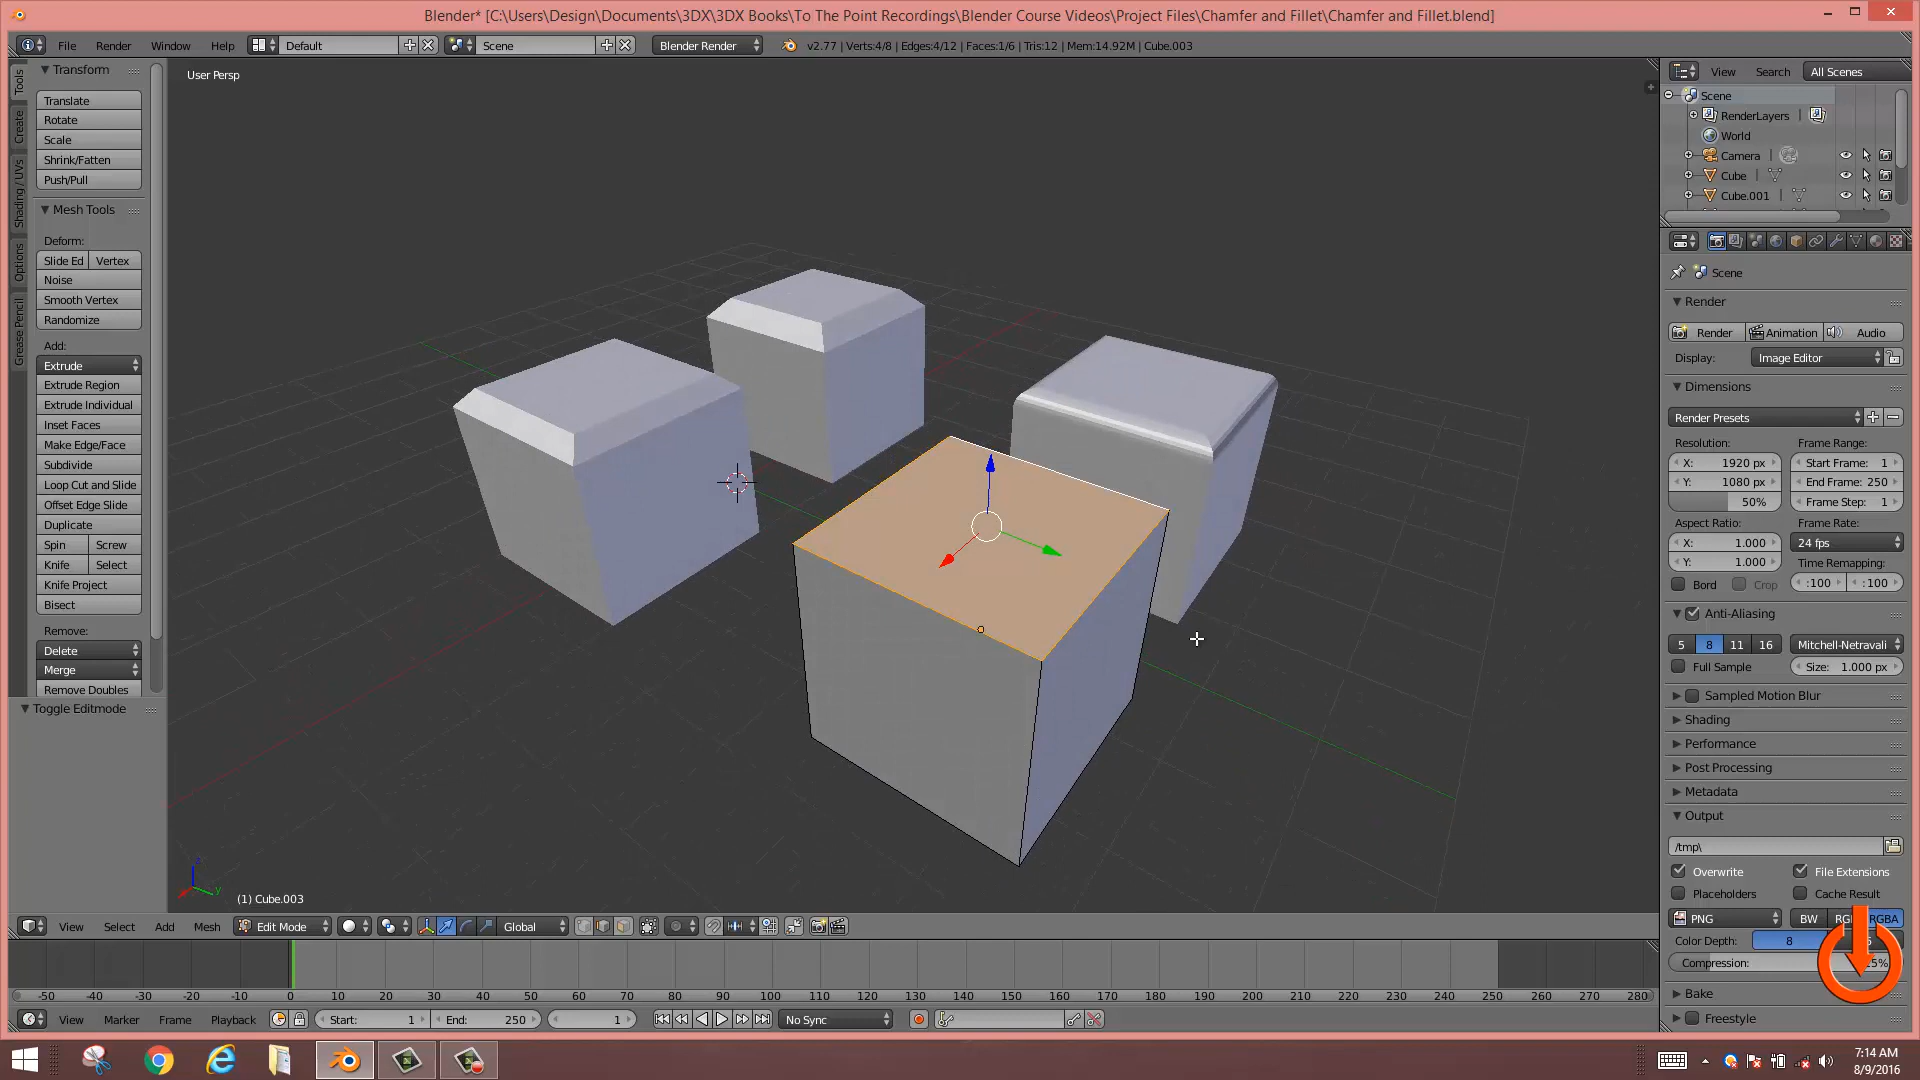 Blender* [C:\Users\Design\Documents\3DX\3DX Books\To The Point Recordings\Blender Course Videos\Project Files\Chamfer and Fillet\Chamfer and Fillet.blend]
File Render Window Help Default Scene Blender Render v2.77 | Verts:4/8 | Edges:4/12 | Faces:1/6 | Tris:12 | Mem:14.92M | Cube.003
Tools
Create
Shading / UVs
Options
Grease Pencil
Transform
Translate
Rotate
Scale
Shrink/Fatten
Push/Pull
Mesh Tools
Deform:
Slide Ed Vertex
Noise
Smooth Vertex
Randomize
Add:
Extrude
Extrude Region
Extrude Individual
Inset Faces
Make Edge/Face
Subdivide
Loop Cut and Slide
Offset Edge Slide
Duplicate
Spin Screw
Knife Select
Knife Project
Bisect
Remove:
Delete
Merge
Remove Doubles
Toggle Editmode
User Persp
(1) Cube.003
View Select Add Mesh Edit Mode Global
View Search All Scenes
Scene
RenderLayers
World
Camera
Cube
Cube.001
Scene
Render
Render Animation Audio
Display: Image Editor
Dimensions
Render Presets
Resolution: Frame Range:
X: 1920 px Start Frame: 1
Y: 1080 px End Frame: 250
50% Frame Step: 1
Aspect Ratio: Frame Rate:
X: 1.000 24 fps
Y: 1.000 Time Remapping:
Bord Crop :100 :100
Anti-Aliasing
5 8 11 16 Mitchell-Netravali
Full Sample Size: 1.000 px
Sampled Motion Blur
Shading
Performance
Post Processing
Metadata
Output
/tmp\
Overwrite File Extensions
Placeholders Cache Result
PNG BW RGBA
Color Depth: 8
Compression:
Bake
Freestyle
-50 -40 -30 -20 -10 0 10 20 30 40 50 60 70 80 90 100 110 120 130 140 150 160 170 180 190 200 210 220 230 240 250 260 270 280
View Marker Frame Playback Start: 1 End: 250 1 No Sync
7:14 AM
8/9/2016